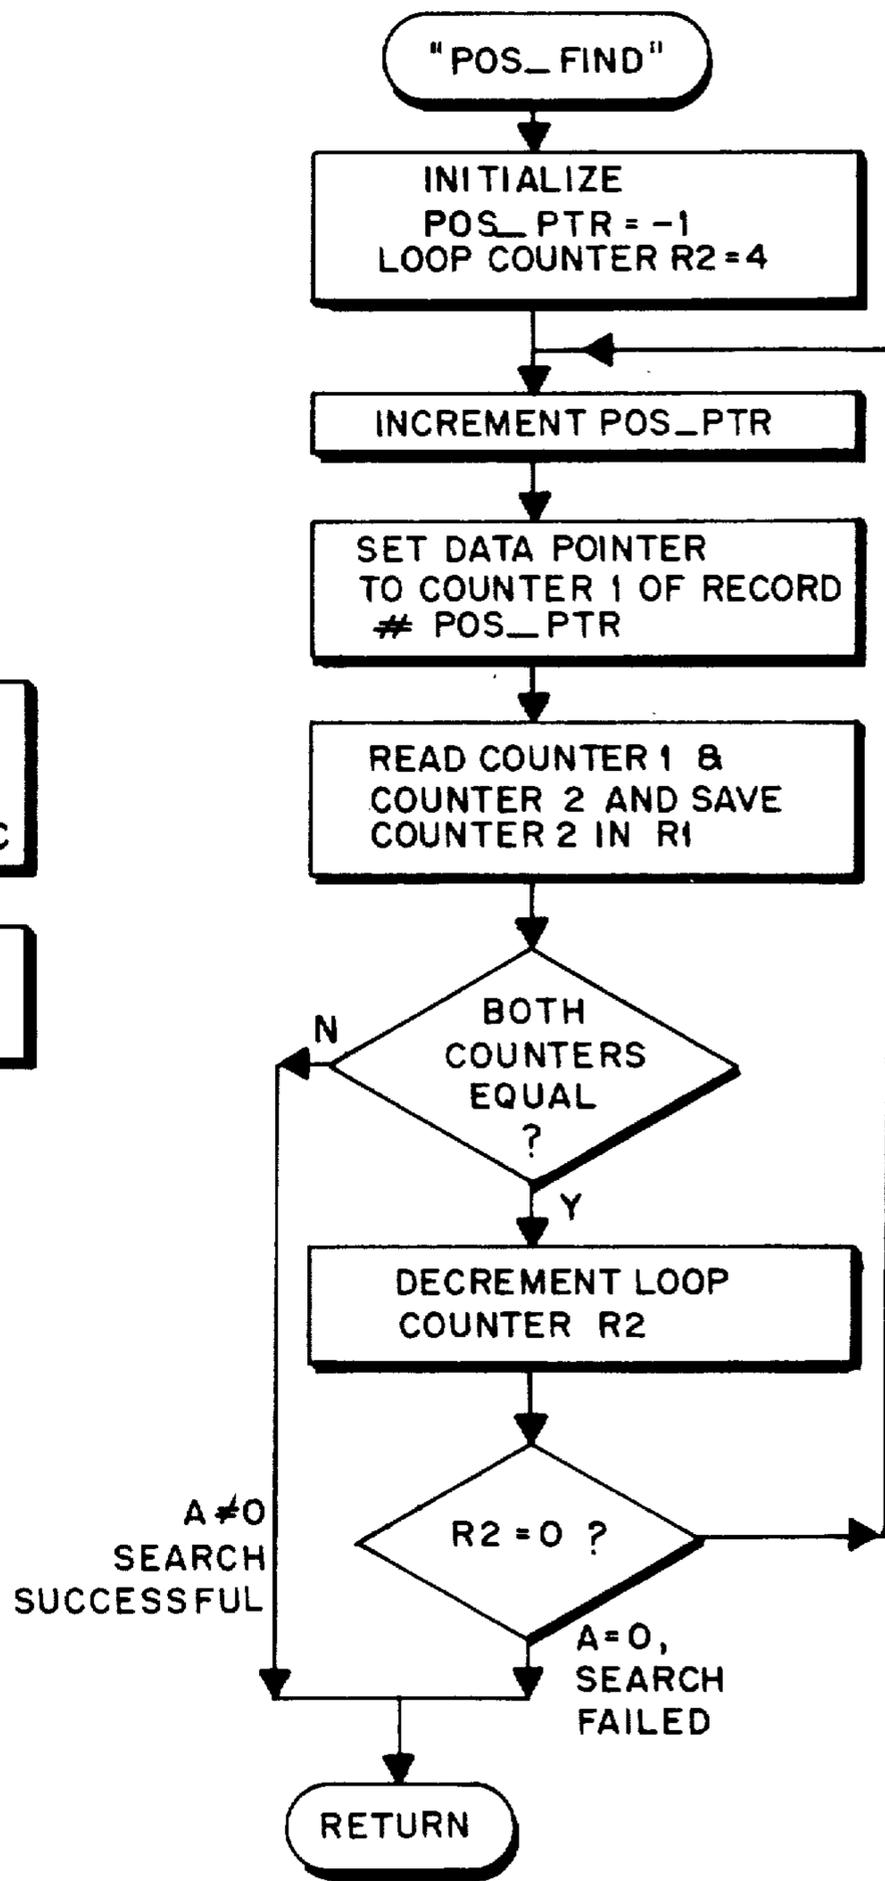 "POS_FIND"
INITIALIZE
POS_PTR = -1
LOOP COUNTER R2 = 4
INCREMENT POS_PTR
SET DATA POINTER
TO COUNTER 1 OF RECORD
# POS_PTR
READ COUNTER 1 &
COUNTER 2 AND SAVE
COUNTER 2 IN R1
C
BOTH
COUNTERS
EQUAL
?
N
Y
DECREMENT LOOP
COUNTER R2
R2 = 0 ?
A ≠ 0
SEARCH
SUCCESSFUL
A = 0,
SEARCH
FAILED
RETURN